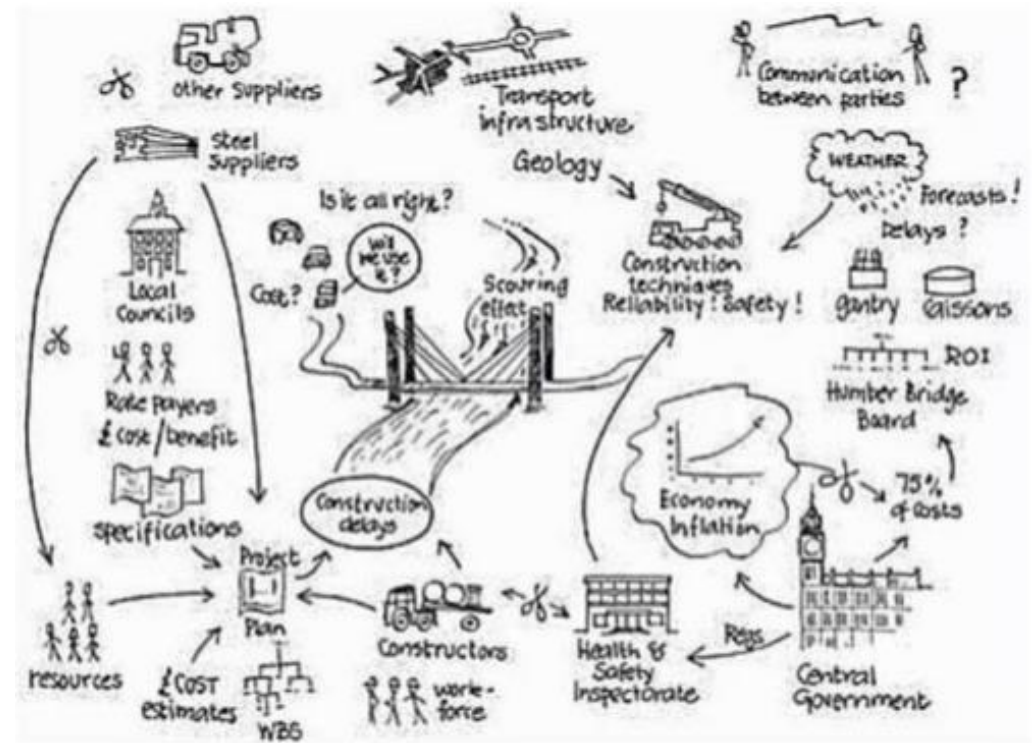 other Suppliers
Steel
Suppliers
Transport
infrastructure
Communication
between parties
?
Geology
WEATHER
Forecasts!
Delays?
Is it all right?
Will
we use
it?
Cost?
Scouring
effect
Construction
techniques
Reliability! Safety!
gantry
Caissons
Local
Councils
ROI
Humber Bridge
Board
Rate payers
£ Cost/benefit
Specifications
Economy
Inflation
75%
of costs
Construction
delays
Project
Plan
resources
£ COST
estimates
WBS
Constructors
work-
force
Health &
Safety
Inspectorate
Regs
Central
Government